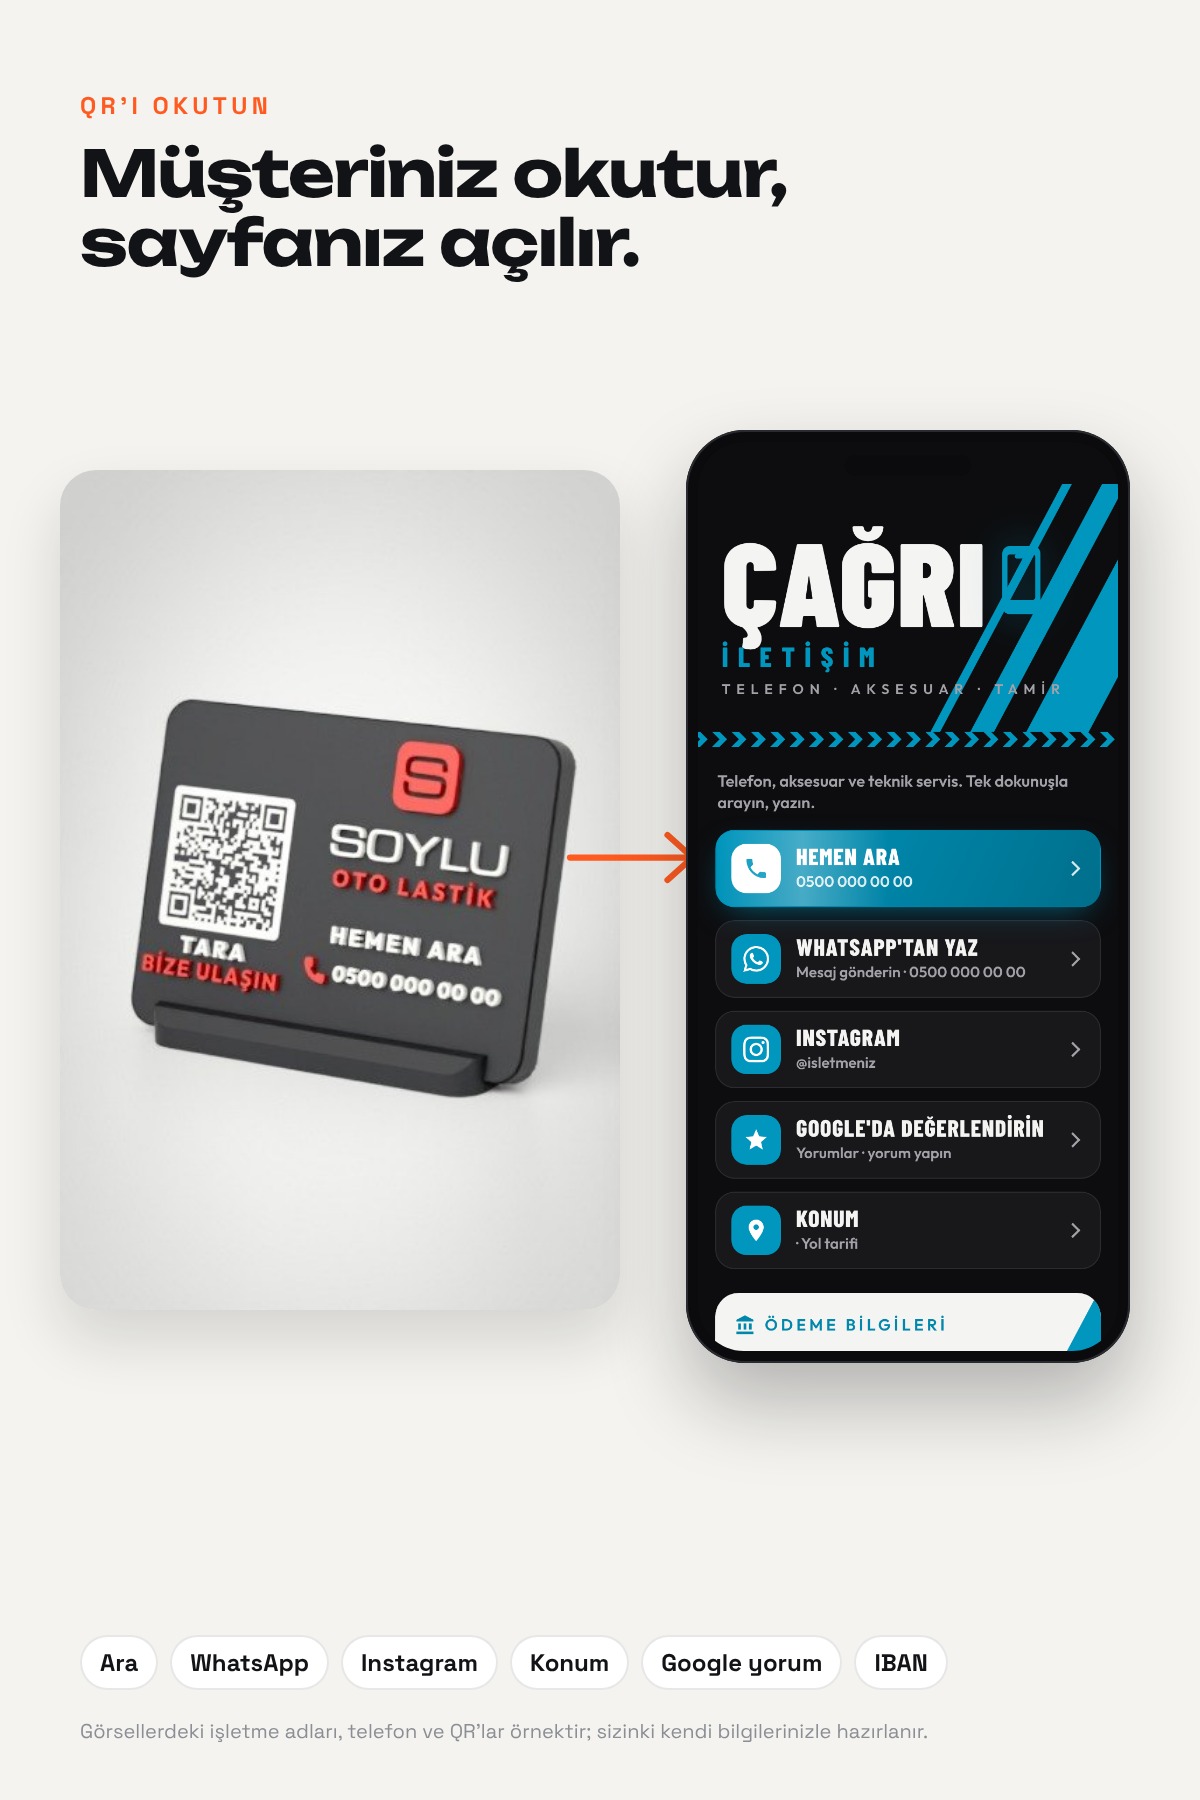 QR'I OKUTUN
Müşteriniz okutur,
sayfanız açılır.
S
SOYLU
OTO LASTİK
TARA
BİZE ULAŞIN
HEMEN ARA
0500 000 00 00
ÇAĞRI
İLETİŞİM
TELEFON · AKSESUAR · TAMİR
Telefon, aksesuar ve teknik servis. Tek dokunuşla
arayın, yazın.
HEMEN ARA
0500 000 00 00
WHATSAPP'TAN YAZ
Mesaj gönderin · 0500 000 00 00
INSTAGRAM
@isletmeniz
GOOGLE'DA DEĞERLENDİRİN
Yorumlar · yorum yapın
KONUM
· Yol tarifi
ÖDEME BİLGİLERİ
Ara
WhatsApp
Instagram
Konum
Google yorum
IBAN
Görsellerdeki işletme adları, telefon ve QR'lar örnektir; sizinki kendi bilgilerinizle hazırlanır.